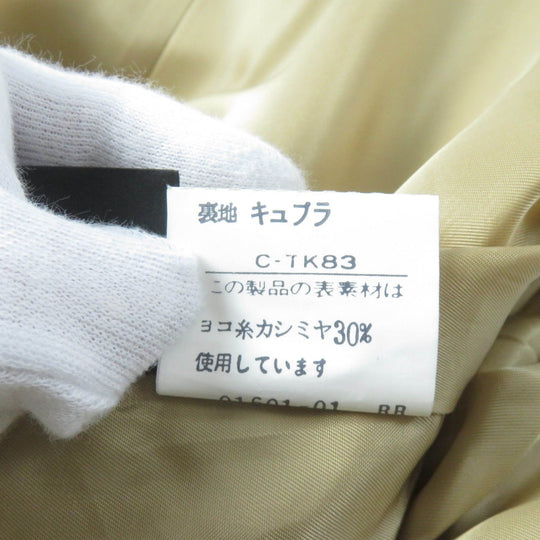 裏地 キュプラ
C-TK83
この製品の表素材は
ヨコ糸カシミヤ30%
使用しています
01601-01 BB